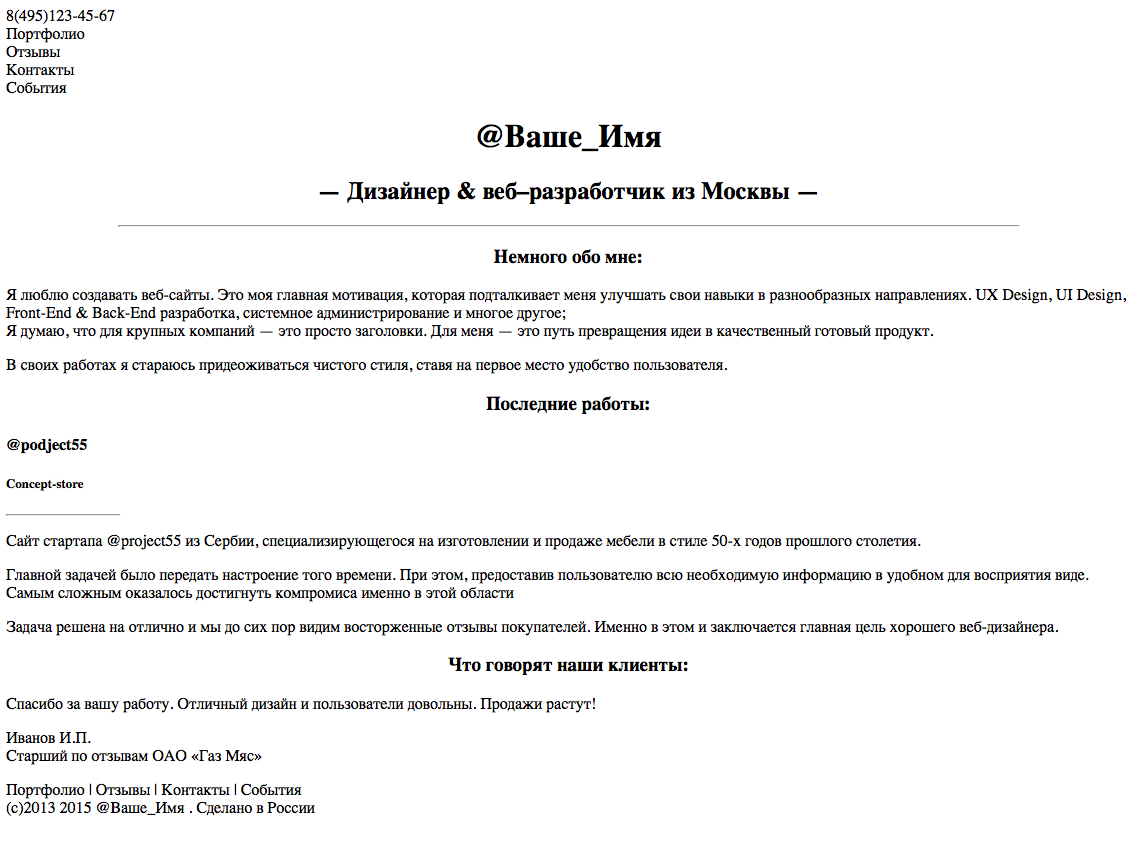 8(495)123-45-67
Портфолио
Отзывы
Контакты
События
@Ваше_Имя
— Дизайнер & веб–разработчик из Москвы —
Немного обо мне:
Я люблю создавать веб-сайты. Это моя главная мотивация, которая подталкивает меня улучшать свои навыки в разнообразных направлениях. UX Design, UI Design,
Front-End & Back-End разработка, системное администрирование и многое другое;
Я думаю, что для крупных компаний — это просто заголовки. Для меня — это путь превращения идеи в качественный готовый продукт.
В своих работах я стараюсь придеоживаться чистого стиля, ставя на первое место удобство пользователя.
Последние работы:
@podject55
Concept-store
Сайт стартапа @project55 из Сербии, специализирующегося на изготовлении и продаже мебели в стиле 50-х годов прошлого столетия.
Главной задачей было передать настроение того времени. При этом, предоставив пользователю всю необходимую информацию в удобном для восприятия виде.
Самым сложным оказалось достигнуть компромиса именно в этой области
Задача решена на отлично и мы до сих пор видим восторженные отзывы покупателей. Именно в этом и заключается главная цель хорошего веб-дизайнера.
Что говорят наши клиенты:
Спасибо за вашу работу. Отличный дизайн и пользователи довольны. Продажи растут!
Иванов И.П.
Старший по отзывам ОАО «Газ Мяс»
Портфолио | Отзывы | Контакты | События
(c)2013 2015 @Ваше_Имя . Сделано в России